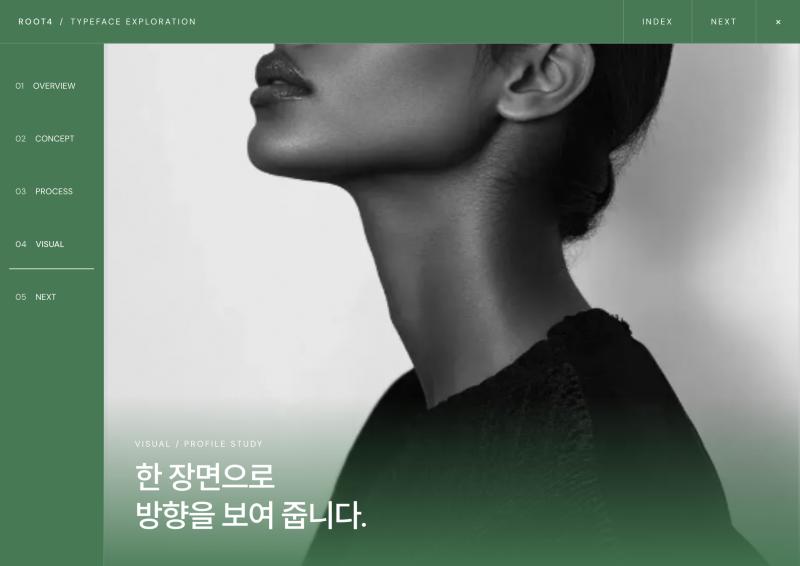 ROOT4 / TYPEFACE EXPLORATION
INDEX
NEXT
×
01 OVERVIEW
02 CONCEPT
03 PROCESS
04 VISUAL
05 NEXT
VISUAL / PROFILE STUDY
한 장면으로
방향을 보여 줍니다.